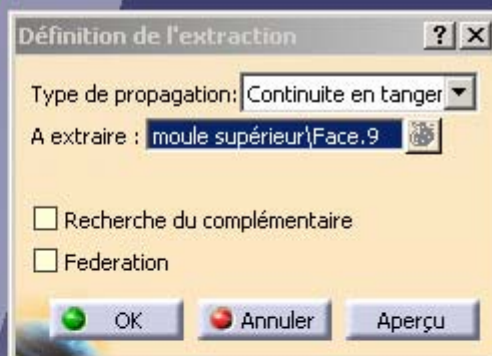 Définition de l'extraction
Type de propagation: Continuite en tanger
A extraire : moule supérieur\Face.9
Recherche du complémentaire
Federation
OK Annuler Aperçu